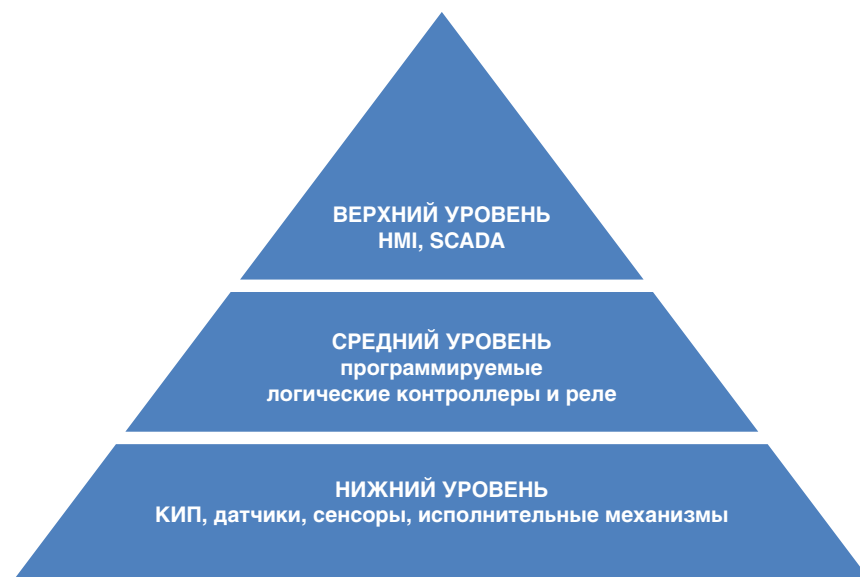 ВЕРХНИЙ УРОВЕНЬ
HMI, SCADA
СРЕДНИЙ УРОВЕНЬ
программируемые
логические контроллеры и реле
НИЖНИЙ УРОВЕНЬ
КИП, датчики, сенсоры, исполнительные механизмы